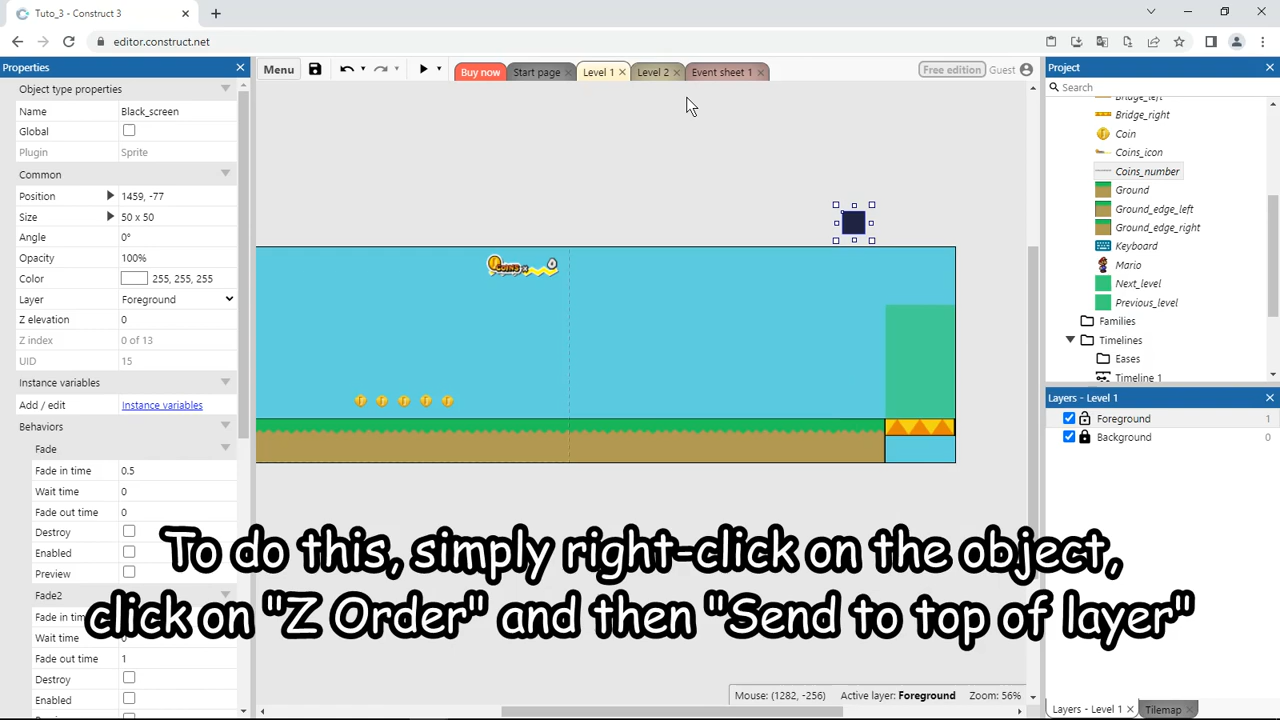 Tuto_3 - Construct 3
editor.construct.net
Properties
Menu
Buy now
Start page
Level 1
Level 2
Event sheet 1
Free edition
Guest
Project
Object type properties
Name Black_screen
Global
Plugin Sprite
Common
Position 1459, -77
Size 50 x 50
Angle 0°
Opacity 100%
Color 255, 255, 255
Layer Foreground
Z elevation 0
Z index 0 of 13
UID 15
Instance variables
Add / edit Instance variables
Behaviors
Fade
Fade in time 0.5
Wait time 0
Fade out time 0
Destroy
Enabled
Preview
Fade2
Fade out time 1
Destroy
Enabled
COINS x
Search
Bridge_left
Bridge_right
Coin
Coins_icon
Coins_number
Ground
Ground_edge_left
Ground_edge_right
Keyboard
Mario
Next_level
Previous_level
Families
Timelines
Eases
Timeline 1
Layers - Level 1
Foreground 1
Background 0
To do this, simply right-click on the object,
click on "Z Order" and then "Send to top of layer"
Mouse: (1282, -256) Active layer: Foreground Zoom: 56%
Layers - Level 1
Tilemap